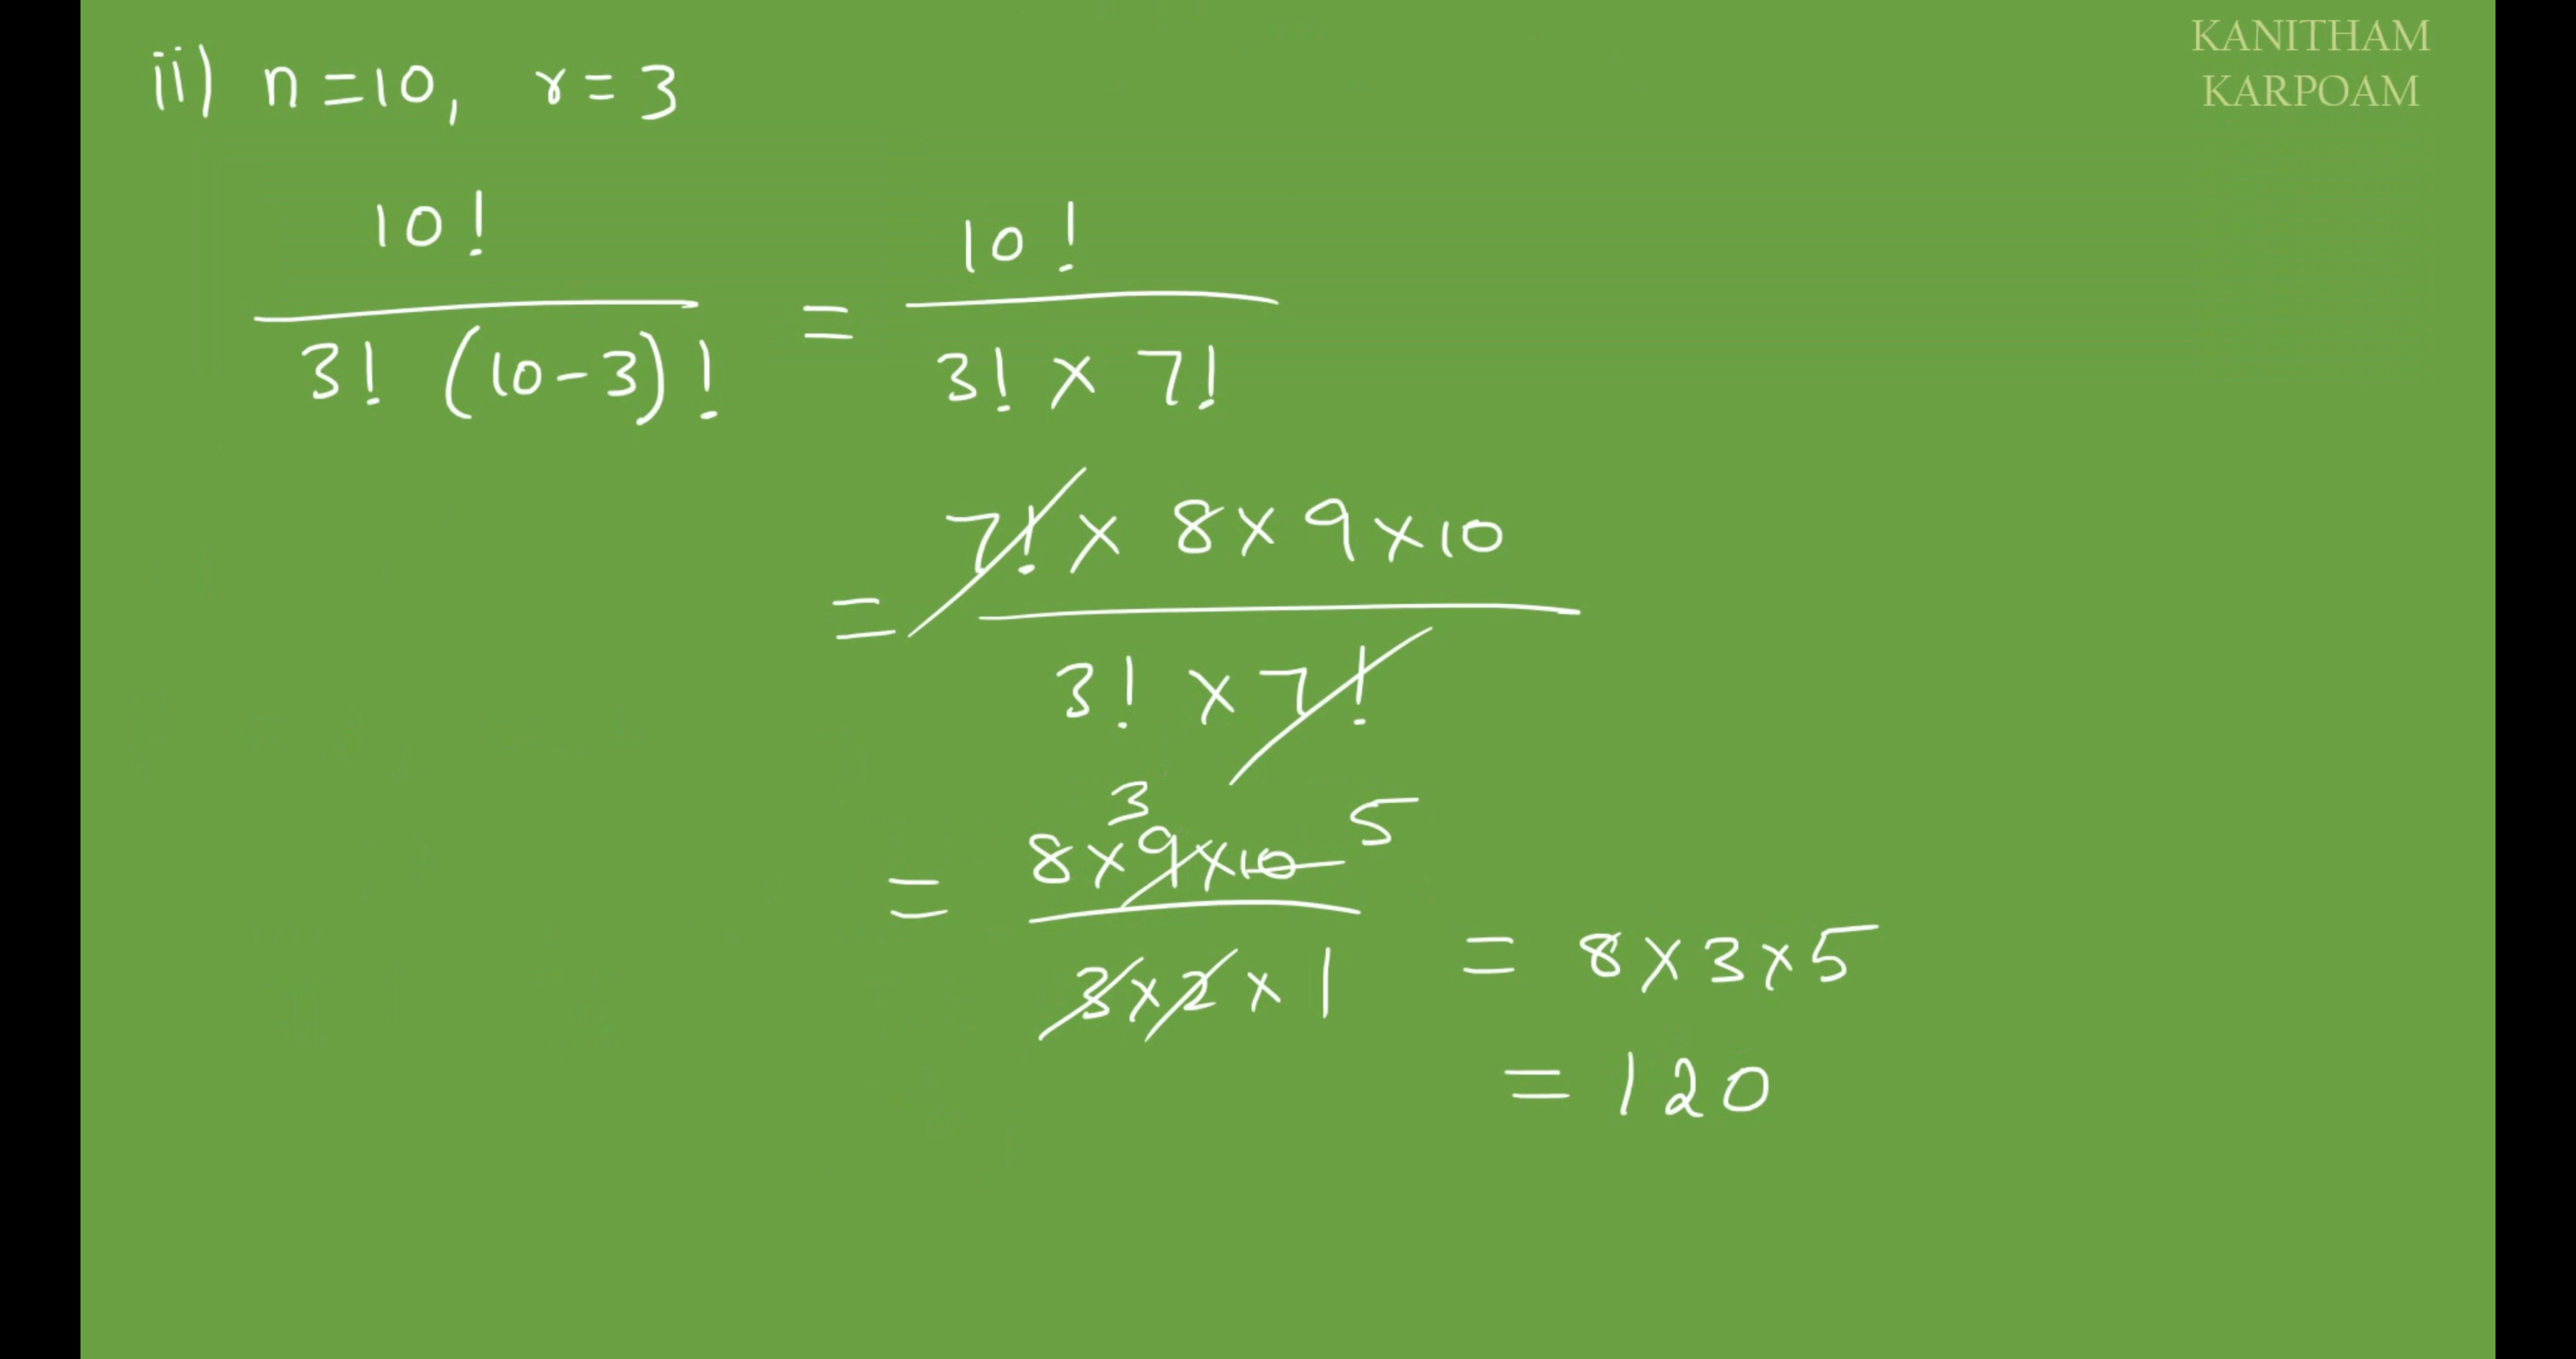 KANITHAM
KARPOAM
ii) n=10, r=3
10! / 3! (10-3)! = 10! / 3! × 7!
= 7! × 8×9×10 / 3! × 7!
3 5
= 8×9×10 / 3×2×1 = 8×3×5
= 120